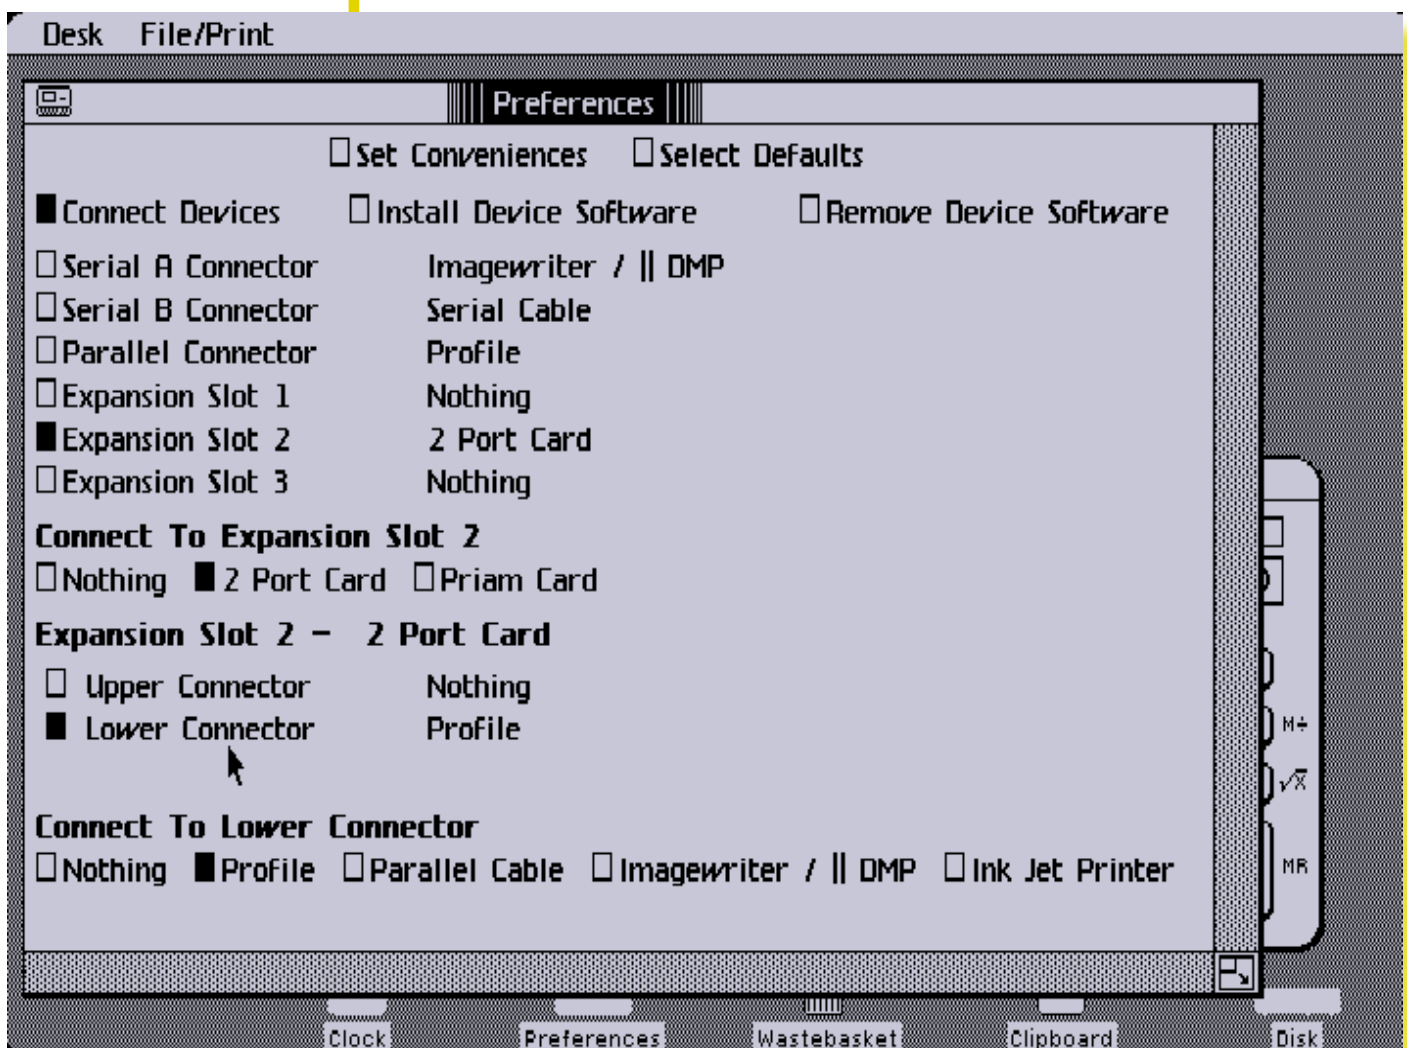 Desk File/Print
Preferences
Set Conveniences Select Defaults
Connect Devices Install Device Software Remove Device Software
Serial A Connector Imagewriter / || DMP
Serial B Connector Serial Cable
Parallel Connector Profile
Expansion Slot 1 Nothing
Expansion Slot 2 2 Port Card
Expansion Slot 3 Nothing
Connect To Expansion Slot 2
Nothing 2 Port Card Priam Card
Expansion Slot 2 - 2 Port Card
Upper Connector Nothing
Lower Connector Profile
M÷
√x̅
Connect To Lower Connector
Nothing Profile Parallel Cable Imagewriter / || DMP Ink Jet Printer
MR
Clock Preferences Wastebasket Clipboard Disk